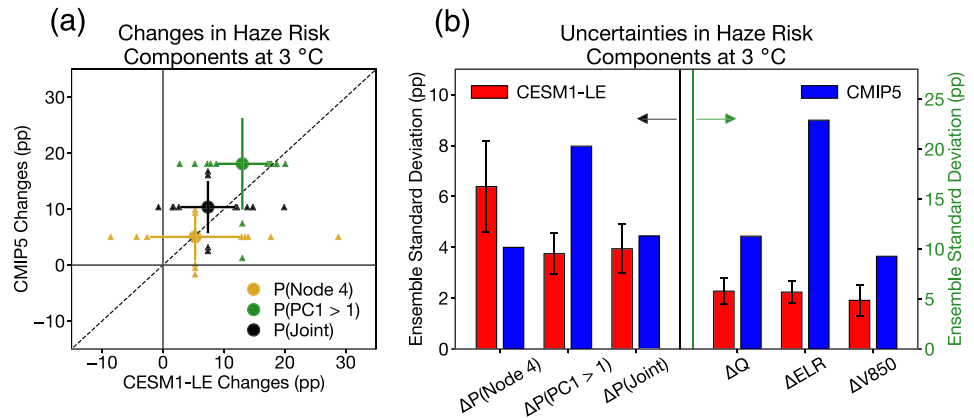 (a)
Changes in Haze Risk
Components at 3 °C
CMIP5 Changes (pp)
30
20
10
0
−10
−10
0
10
20
30
CESM1-LE Changes (pp)
P(Node 4)
P(PC1 > 1)
P(Joint)
(b)
Uncertainties in Haze Risk
Components at 3 °C
Ensemble Standard Deviation (pp)
10
8
6
4
2
0
CESM1-LE
CMIP5
25
20
15
10
5
0
Ensemble Standard Deviation (pp)
ΔP(Node 4)
ΔP(PC1 > 1)
ΔP(Joint)
ΔQ
ΔELR
ΔV850